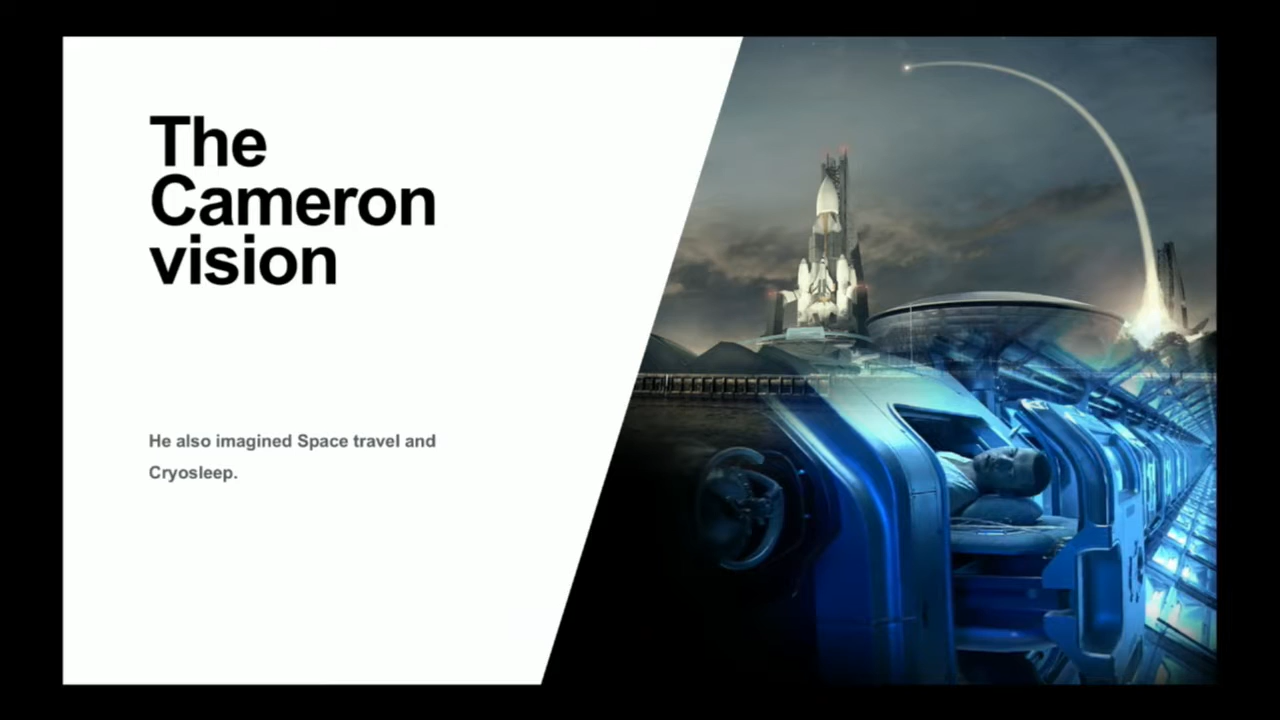 The
Cameron
vision
He also imagined Space travel and
Cryosleep.